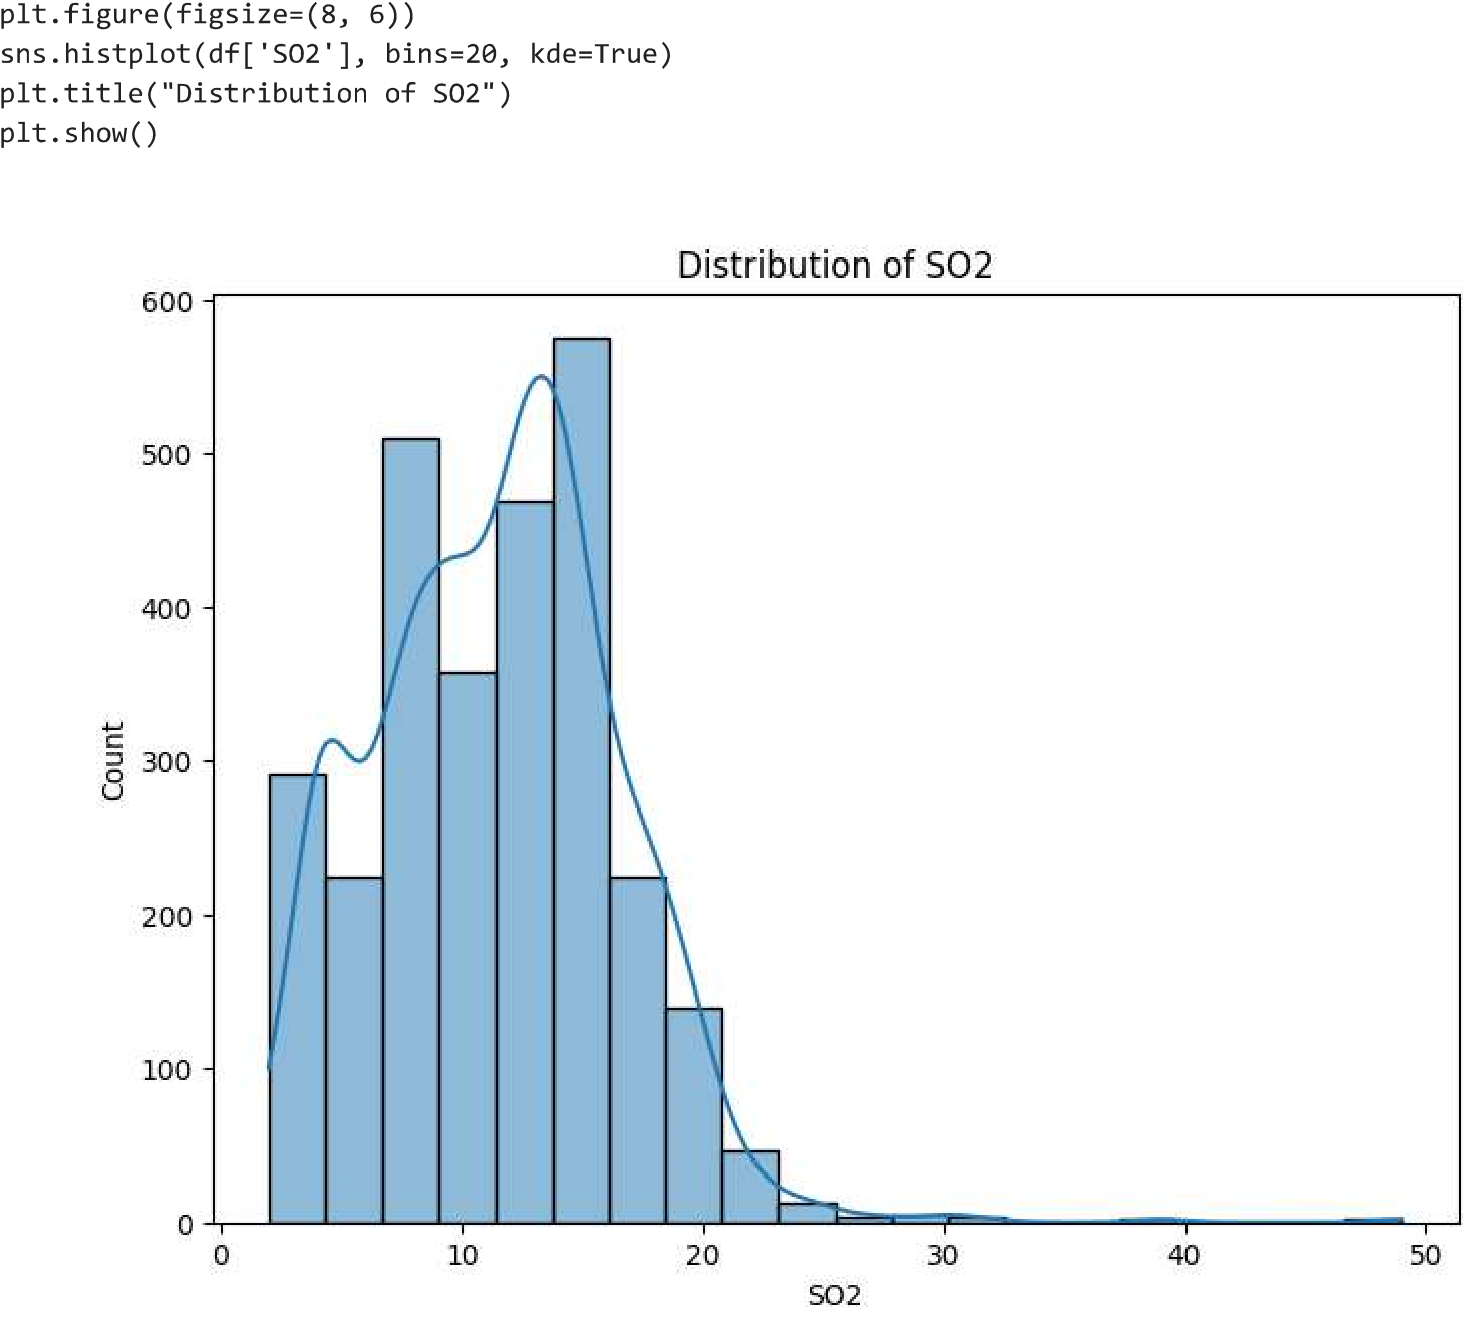 plt.figure(figsize=(8, 6))
sns.histplot(df['SO2'], bins=20, kde=True)
plt.title("Distribution of SO2")
plt.show()
Distribution of SO2
600
500
400
300
200
100
0
Count
0 10 20 30 40 50
SO2